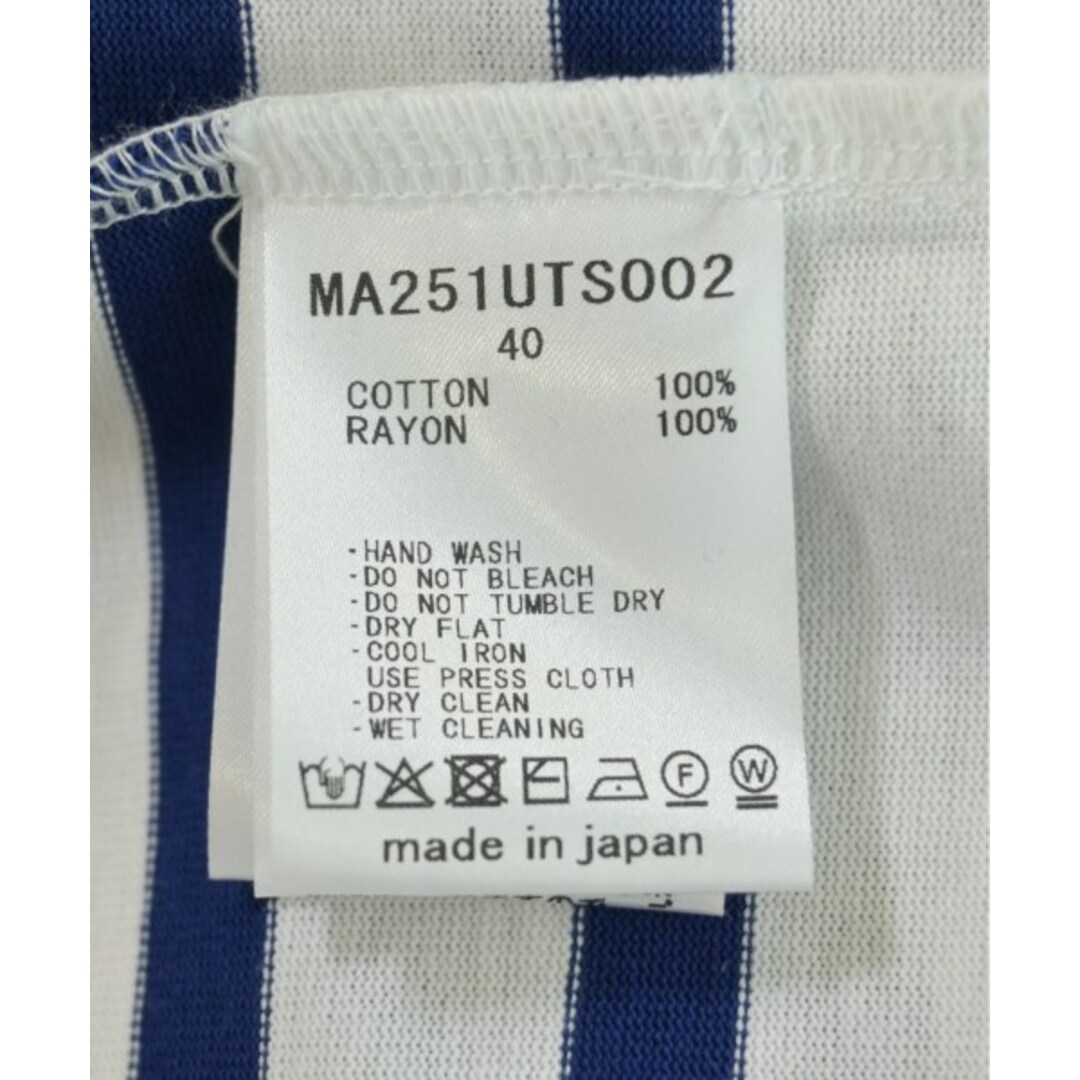 MA251UTS002
40
COTTON 100%
RAYON 100%
-HAND WASH
-DO NOT BLEACH
-DO NOT TUMBLE DRY
-DRY FLAT
-COOL IRON
USE PRESS CLOTH
-DRY CLEAN
-WET CLEANING
F W
made in japan